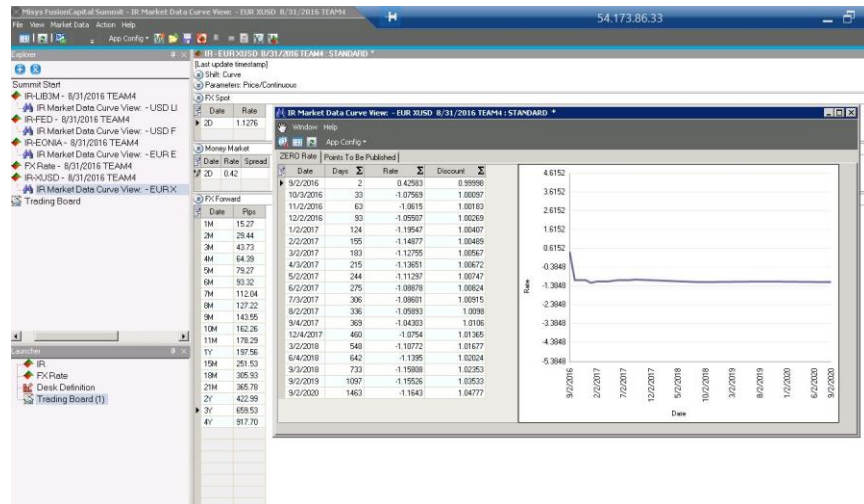 Misys FusionCapital Summit - IR Market Data Curve View: - EUR XUSD 8/31/2016 TEAM4
54.173.86.33
File View Market Data Action Help
App Config
Explorer
Summit Start
IR-LIB3M - 8/31/2016 TEAM4
IR Market Data Curve View: - USD LI
IR-FED - 8/31/2016 TEAM4
IR Market Data Curve View: - USD F
IR-EONIA - 8/31/2016 TEAM4
IR Market Data Curve View: - EUR E
FX Rate - 8/31/2016 TEAM4
IR-XUSD - 8/31/2016 TEAM4
IR Market Data Curve View: - EUR X
Trading Board
Launcher
IR
FX Rate
Desk Definition
Trading Board (1)
IR - EUR XUSD 8/31/2016 TEAM4 : STANDARD *
[Last update timestamp]
Shift: Curve
Parameters: Price/Continuous
FX Spot
Date Rate
2D 1.1276
Money Market
Date Rate Spread
2D 0.42
FX Forward
Date Pips
1M 15.27
2M 29.44
3M 43.73
4M 64.39
5M 79.27
6M 93.32
7M 112.04
8M 127.22
9M 143.55
10M 162.26
11M 178.29
1Y 197.56
15M 251.53
18M 305.93
21M 365.78
2Y 422.99
3Y 659.53
4Y 917.70
IR Market Data Curve View: - EUR XUSD 8/31/2016 TEAM4 : STANDARD *
Window Help
App Config
ZERO Rate Points To Be Published
Date Days Σ Rate Σ Discount Σ
9/2/2016 2 0.42583 0.99998
10/3/2016 33 -1.07569 1.00097
11/2/2016 63 -1.0615 1.00183
12/2/2016 93 -1.05507 1.00269
1/2/2017 124 -1.19547 1.00407
2/2/2017 155 -1.14877 1.00489
3/2/2017 183 -1.12755 1.00567
4/3/2017 215 -1.13651 1.00672
5/2/2017 244 -1.11297 1.00747
6/2/2017 275 -1.08878 1.00824
7/3/2017 306 -1.08601 1.00915
8/2/2017 336 -1.05893 1.0098
9/4/2017 369 -1.04303 1.0106
12/4/2017 460 -1.0754 1.01365
3/2/2018 548 -1.10772 1.01677
6/4/2018 642 -1.1395 1.02024
9/3/2018 733 -1.15808 1.02353
9/2/2019 1097 -1.15526 1.03533
9/2/2020 1463 -1.1643 1.04777
4.6152
3.6152
2.6152
1.6152
0.6152
-0.3848
-1.3848
-2.3848
-3.3848
-4.3848
-5.3848
Rate
9/2/2016
2/2/2017
7/2/2017
12/2/2017
5/2/2018
10/2/2018
3/2/2019
8/2/2019
1/2/2020
6/2/2020
9/2/2020
Date